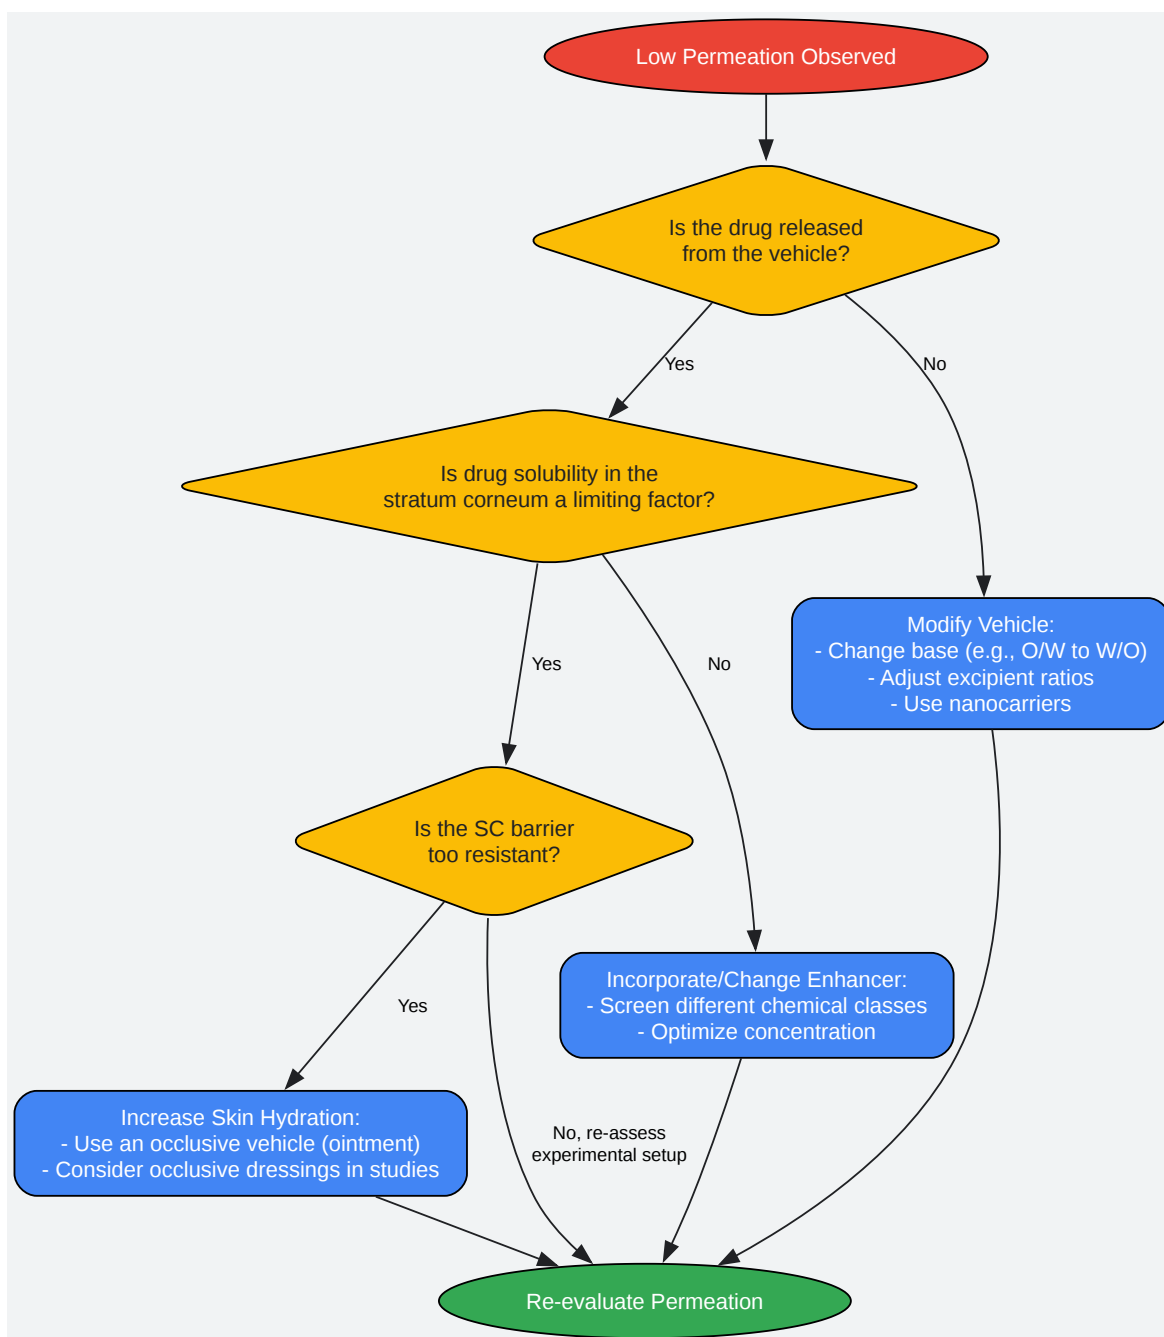 Low Permeation Observed
Is the drug released
from the vehicle?
Yes
No
Is drug solubility in the
stratum corneum a limiting factor?
Modify Vehicle:
- Change base (e.g., O/W to W/O)
- Adjust excipient ratios
- Use nanocarriers
Yes
No
Is the SC barrier
too resistant?
Incorporate/Change Enhancer:
- Screen different chemical classes
- Optimize concentration
Yes
Increase Skin Hydration:
- Use an occlusive vehicle (ointment)
- Consider occlusive dressings in studies
No, re-assess
experimental setup
Re-evaluate Permeation